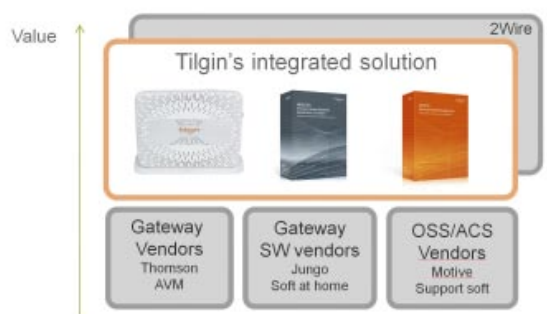 Value
2Wire
Tilgin's integrated solution
Gateway
Vendors
Thomson
AVM
Gateway
SW vendors
Jungo
Soft at home
OSS/ACS
Vendors
Motive
Support soft